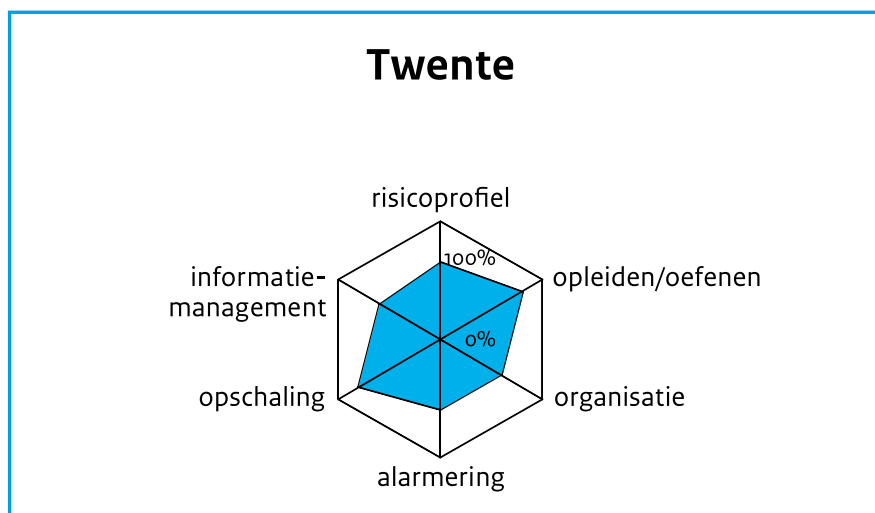 Twente
risicoprofiel
100%
informatie-
management
opleiden/oefenen
0%
opschaling
organisatie
alarmering